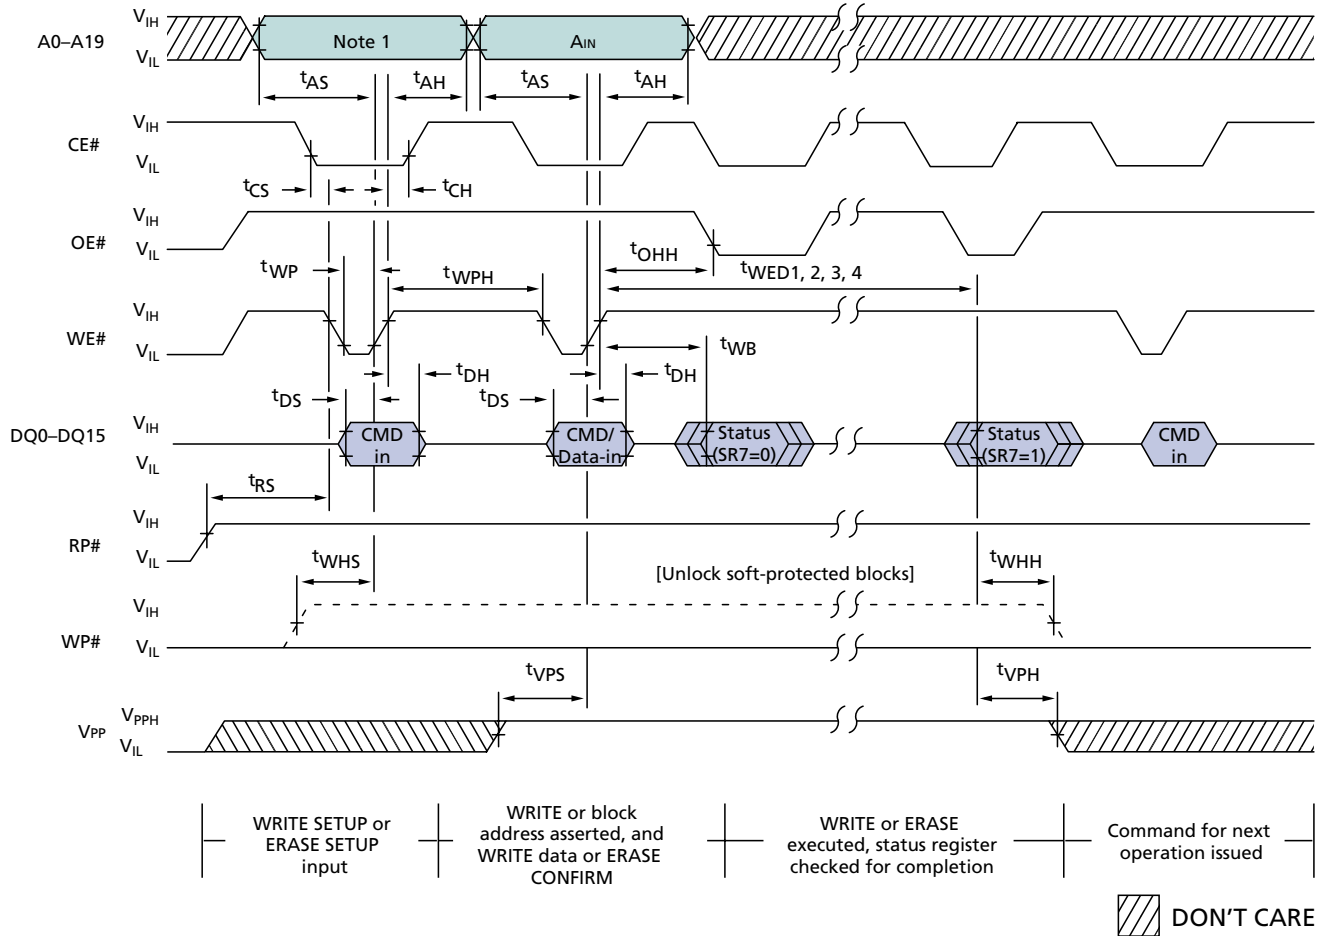 A0–A19
VIH
VIL
Note 1
AIN
tAS
tAH
tAS
tAH
CE#
VIH
VIL
tCS
tCH
OE#
VIH
VIL
tWP
tWPH
tOHH
tWED1, 2, 3, 4
WE#
VIH
VIL
tWB
tDH
tDH
tDS
tDS
DQ0–DQ15
VIH
VIL
CMD
in
CMD/
Data-in
Status
(SR7=0)
Status
(SR7=1)
CMD
in
tRS
RP#
VIH
VIL
tWHS
[Unlock soft-protected blocks]
tWHH
WP#
VIH
VIL
tVPS
tVPH
VPP
VPPH
VIL
WRITE SETUP or
ERASE SETUP
input
WRITE or block
address asserted, and
WRITE data or ERASE
CONFIRM
WRITE or ERASE
executed, status register
checked for completion
Command for next
operation issued
DON'T CARE